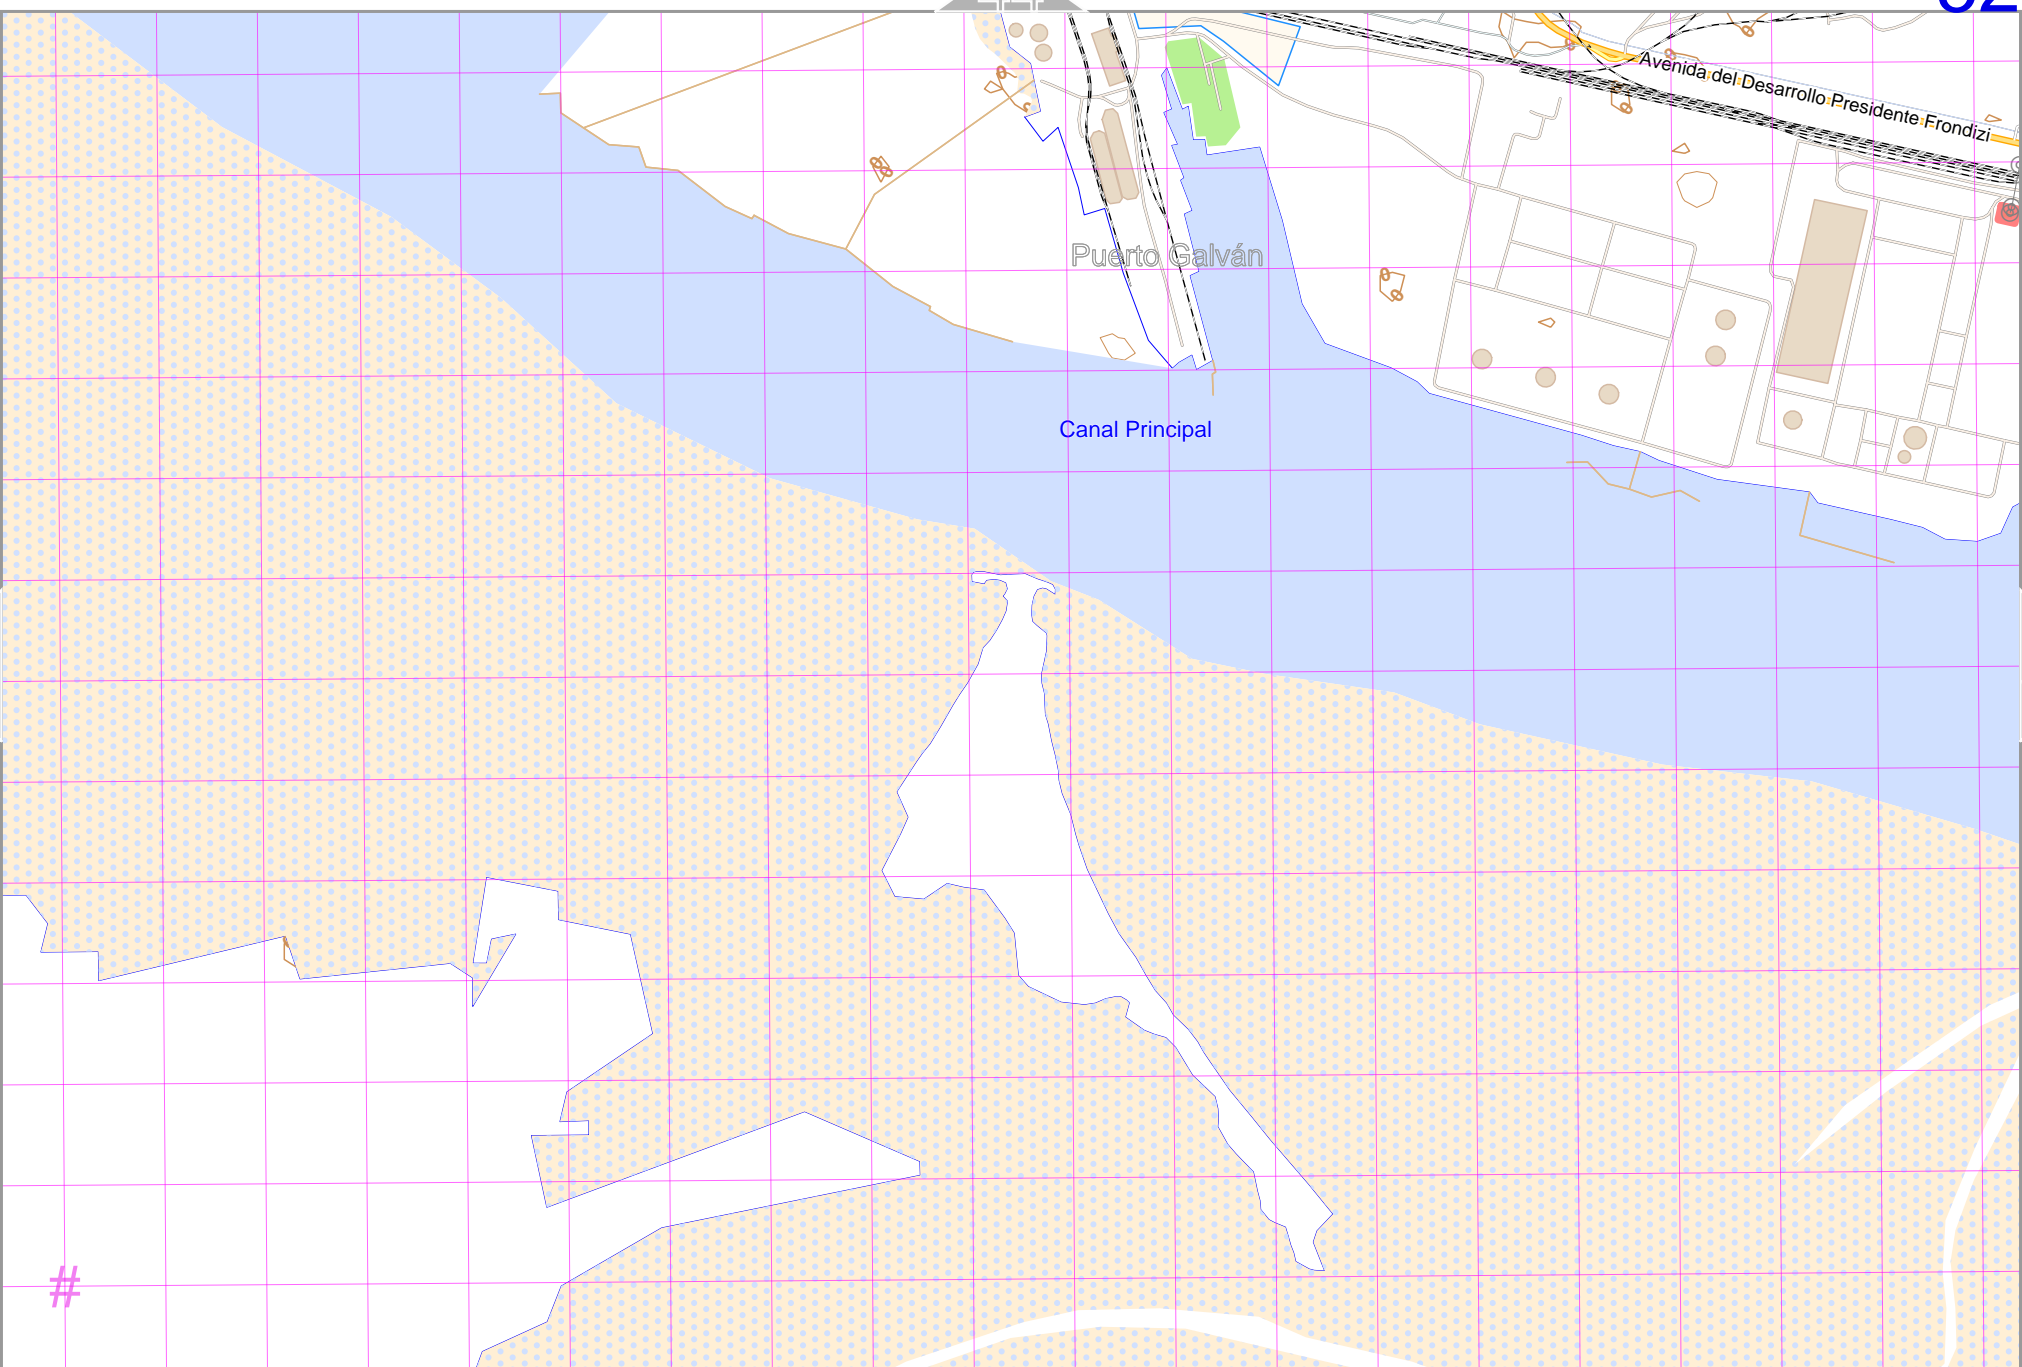 Avenida del Desarrollo Presidente Frondizi
Puerto Galván
Canal Principal
#